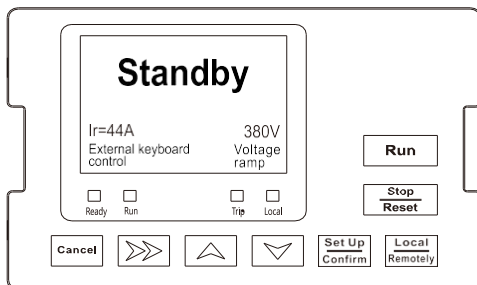 Standby
Ir=44A 380V
External keyboard Voltage
control ramp
Run
Stop
Reset
Ready Run Trip Local
Cancel Set Up Local
Confirm Remotely